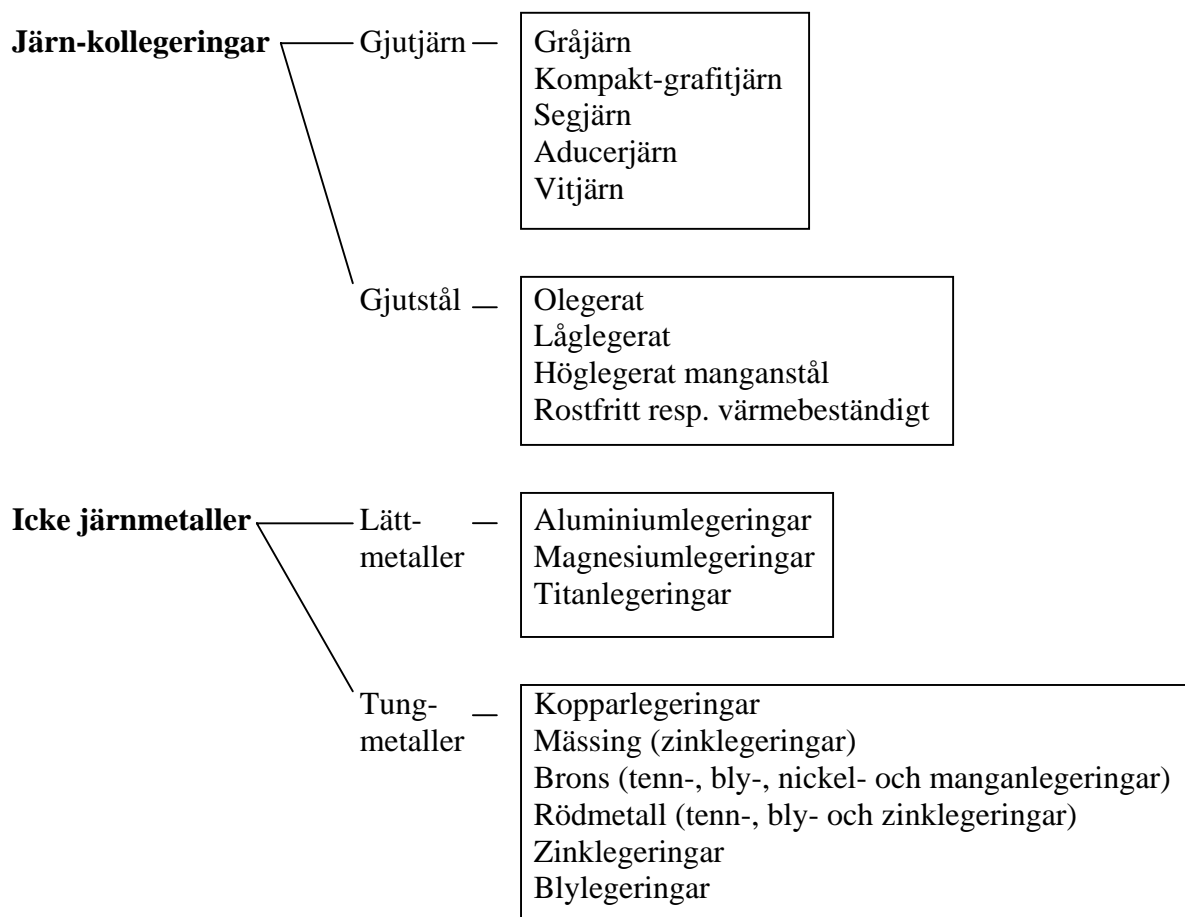 Järn-kollegeringar
Gjutjärn
Gråjärn
Kompakt-grafitjärn
Segjärn
Aducerjärn
Vitjärn
Gjutstål
Olegerat
Låglegerat
Höglegerat manganstål
Rostfritt resp. värmebeständigt
Icke järnmetaller
Lätt-
metaller
Aluminiumlegeringar
Magnesiumlegeringar
Titanlegeringar
Tung-
metaller
Kopparlegeringar
Mässing (zinklegeringar)
Brons (tenn-, bly-, nickel- och manganlegeringar)
Rödmetall (tenn-, bly- och zinklegeringar)
Zinklegeringar
Blylegeringar